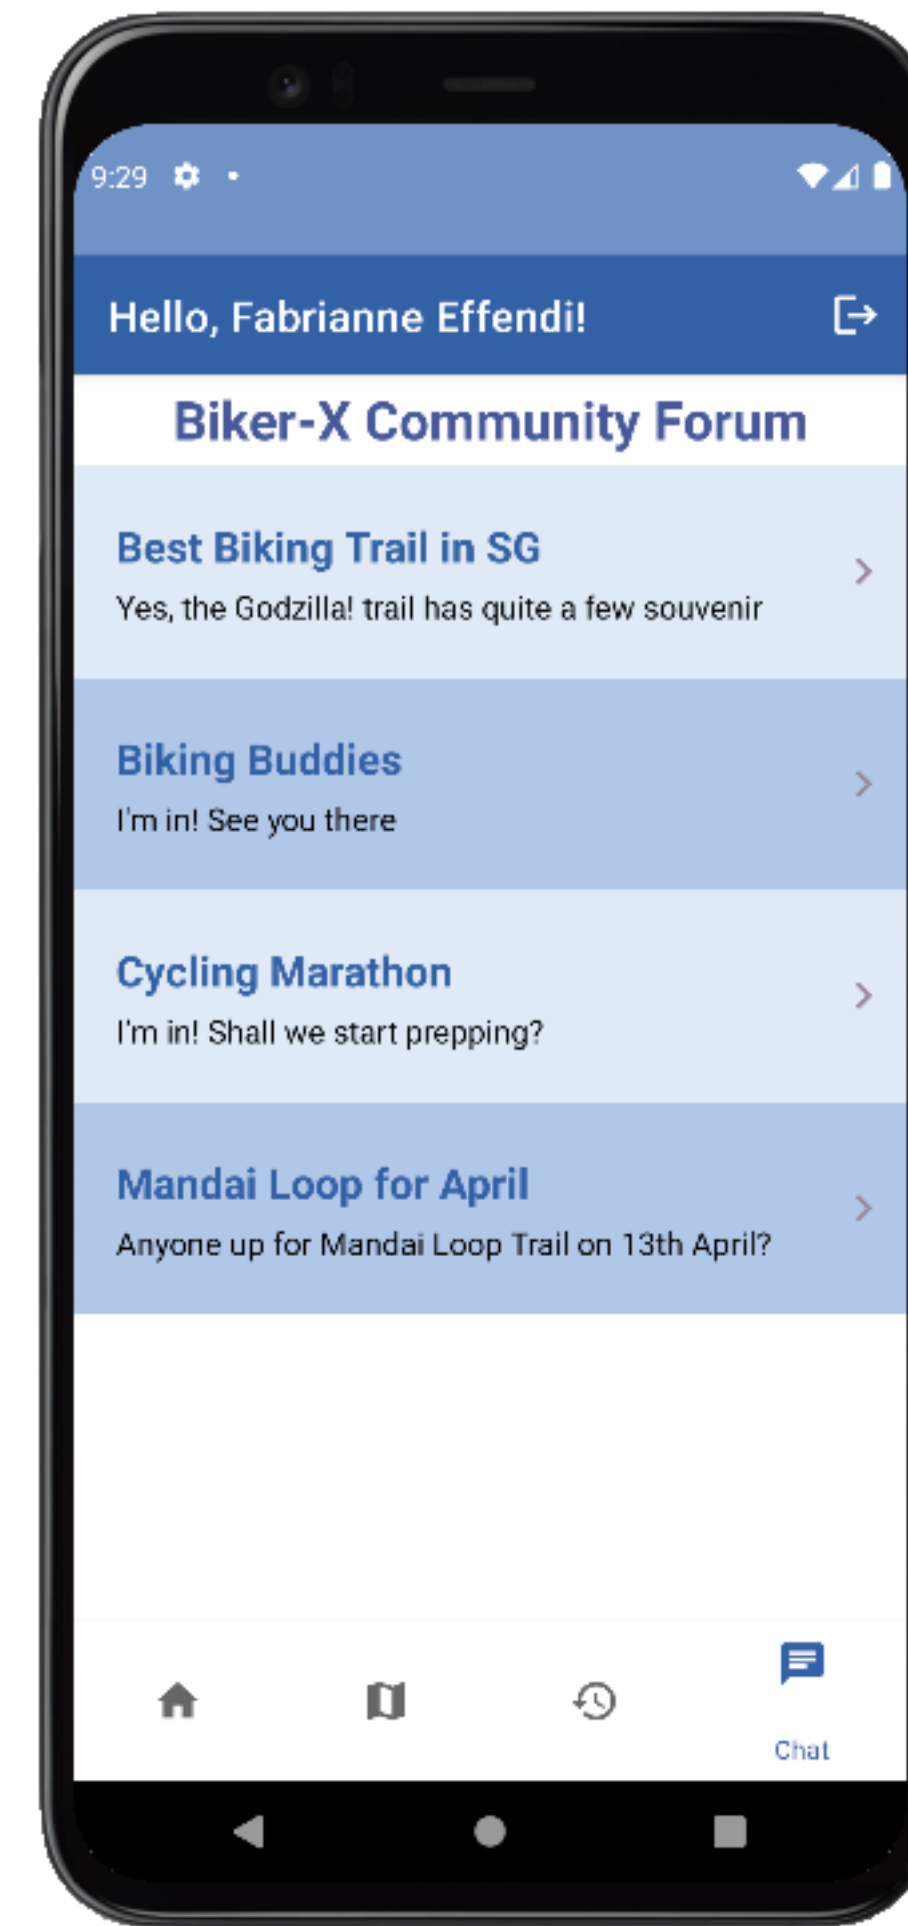 9:29
Hello, Fabrianne Effendi!
Biker-X Community Forum
Best Biking Trail in SG
Yes, the Godzilla! trail has quite a few souvenir
Biking Buddies
I'm in! See you there
Cycling Marathon
I'm in! Shall we start prepping?
Mandai Loop for April
Anyone up for Mandai Loop Trail on 13th April?
Chat